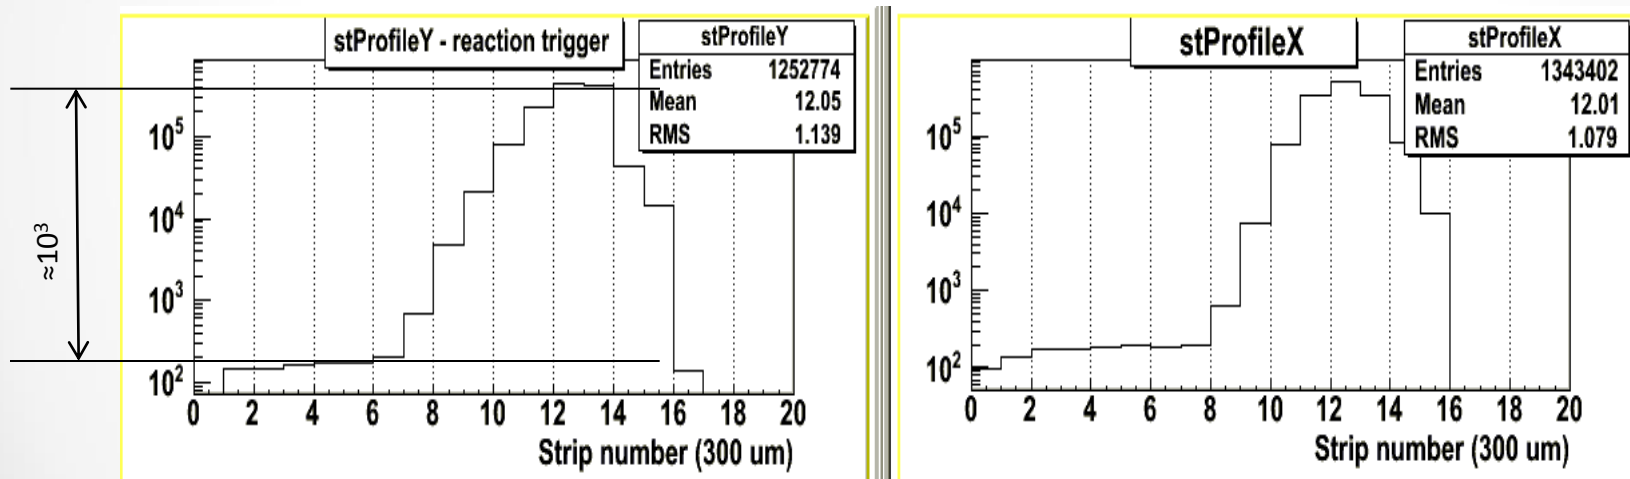 ≈10³
stProfileY - reaction trigger
stProfileY
Entries 1252774
Mean 12.05
RMS 1.139
10⁵
10⁴
10³
10²
0 2 4 6 8 10 12 14 16 18 20
Strip number (300 um)
stProfileX
stProfileX
Entries 1343402
Mean 12.01
RMS 1.079
10⁵
10⁴
10³
10²
0 2 4 6 8 10 12 14 16 18 20
Strip number (300 um)